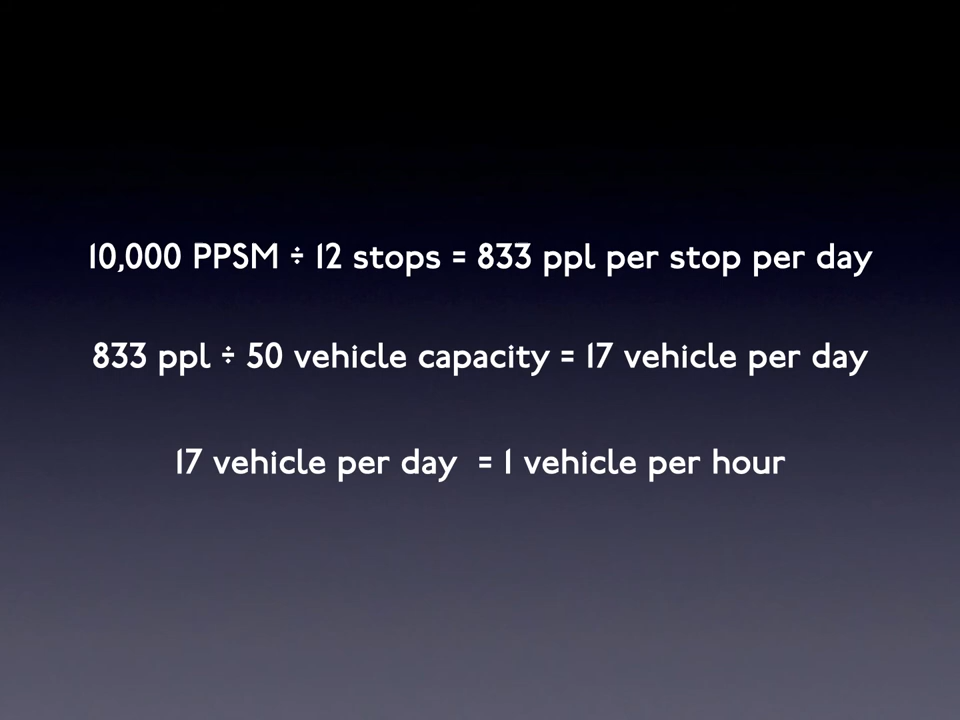 10,000 PPSM ÷ 12 stops = 833 ppl per stop per day
833 ppl ÷ 50 vehicle capacity = 17 vehicle per day
17 vehicle per day = 1 vehicle per hour